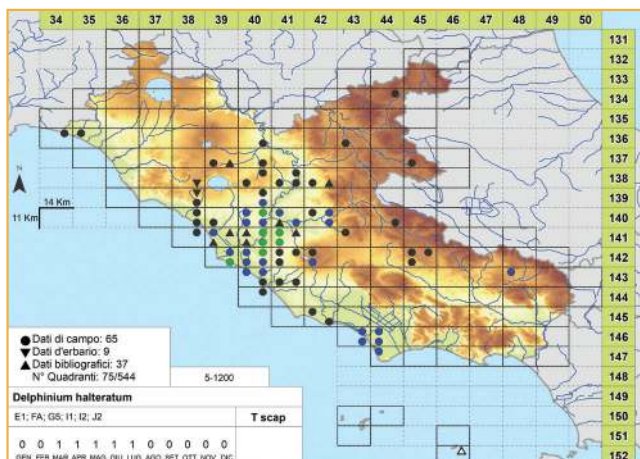 34 35 36 37 38 39 40 41 42 43 44 45 46 47 48 49 50
131
132
133
134
135
136
137
138
139
140
141
142
143
144
145
146
147
148
149
150
151
152
N
14 Km
11 Km
Dati di campo: 65
Dati d'erbario: 9
Dati bibliografici: 37
N° Quadranti: 75/544
5-1200
Delphinium halteratum
E1; FA; G5; I1; I2; J2
T scap
0 0 1 1 1 1 1 0 0 0 0 0
GEN FEB MAR APR MAG GIU LUG AGO SET OTT NOV DIC